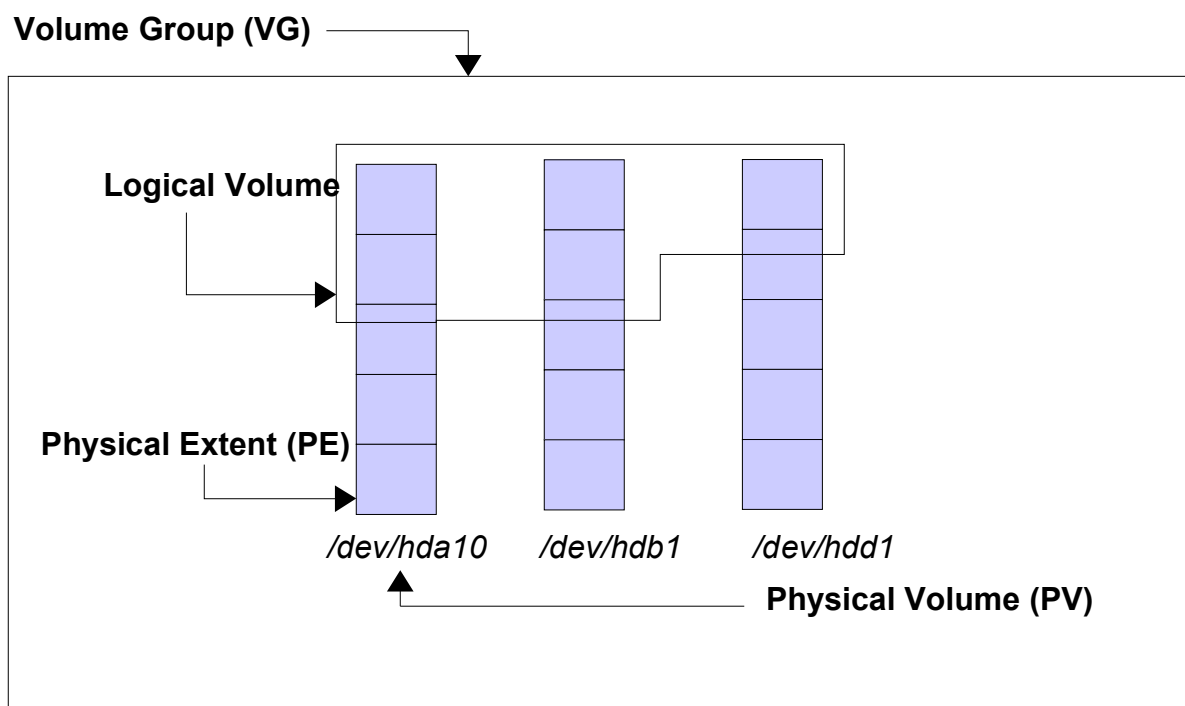 Volume Group (VG)
Logical Volume
Physical Extent (PE)
/dev/hda10
/dev/hdb1
/dev/hdd1
Physical Volume (PV)